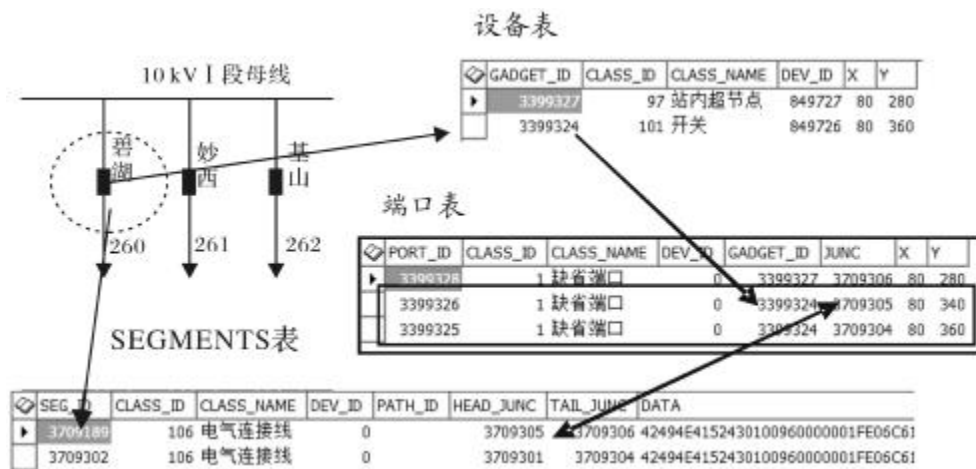 设备表
GADGET_ID CLASS_ID CLASS_NAME DEV_ID X Y
3399327 97 站内超节点 849727 80 280
3399324 101 开关 849726 80 360
10 kV Ⅰ段母线
碧湖 妙西 基山
260 261 262
端口表
PORT_ID CLASS_ID CLASS_NAME DEV_ID GADGET_ID JUNC X Y
3399328 1 缺省端口 0 3399327 3709306 80 280
3399326 1 缺省端口 0 3399324 3709305 80 340
3399325 1 缺省端口 0 3399324 3709304 80 360
SEGMENTS表
SEG_ID CLASS_ID CLASS_NAME DEV_ID PATH_ID HEAD_JUNC TAIL_JUNC DATA
3709189 106 电气连接线 0 3709305 3709306 42494E4152430100960000001FE06C61
3709302 106 电气连接线 0 3709301 3709304 42494E4152430100960000001FE06C61